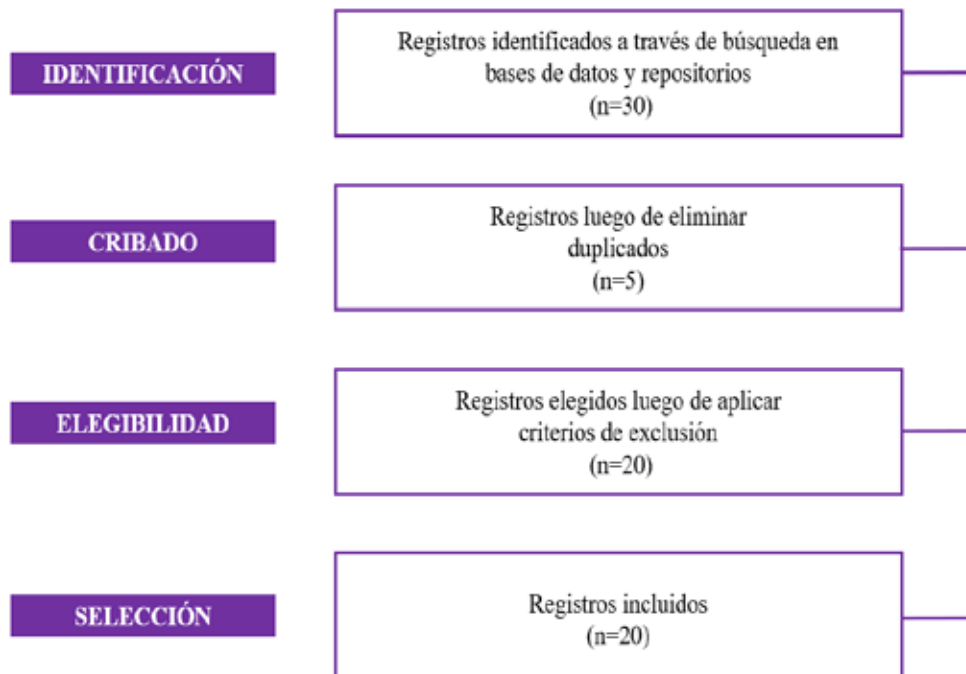 IDENTIFICACIÓN
Registros identificados a través de búsqueda en
bases de datos y repositorios
(n=30)
CRIBADO
Registros luego de eliminar
duplicados
(n=5)
ELEGIBILIDAD
Registros elegidos luego de aplicar
criterios de exclusión
(n=20)
SELECCIÓN
Registros incluidos
(n=20)